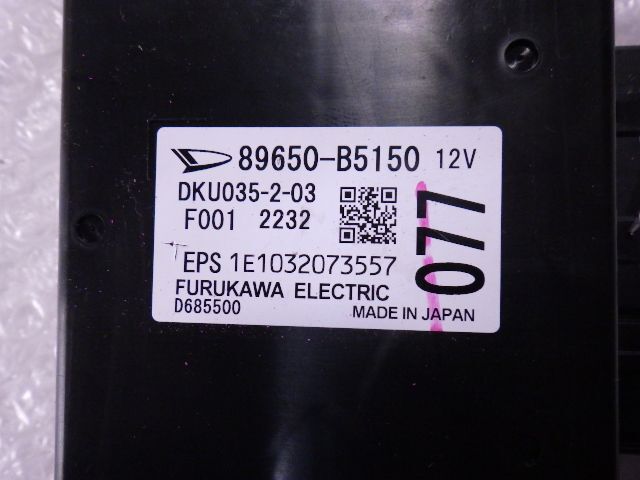 89650-B5150 12V
DKU035-2-03
F001 2232
EPS 1E1032073557
FURUKAWA ELECTRIC
D685500 MADE IN JAPAN
077